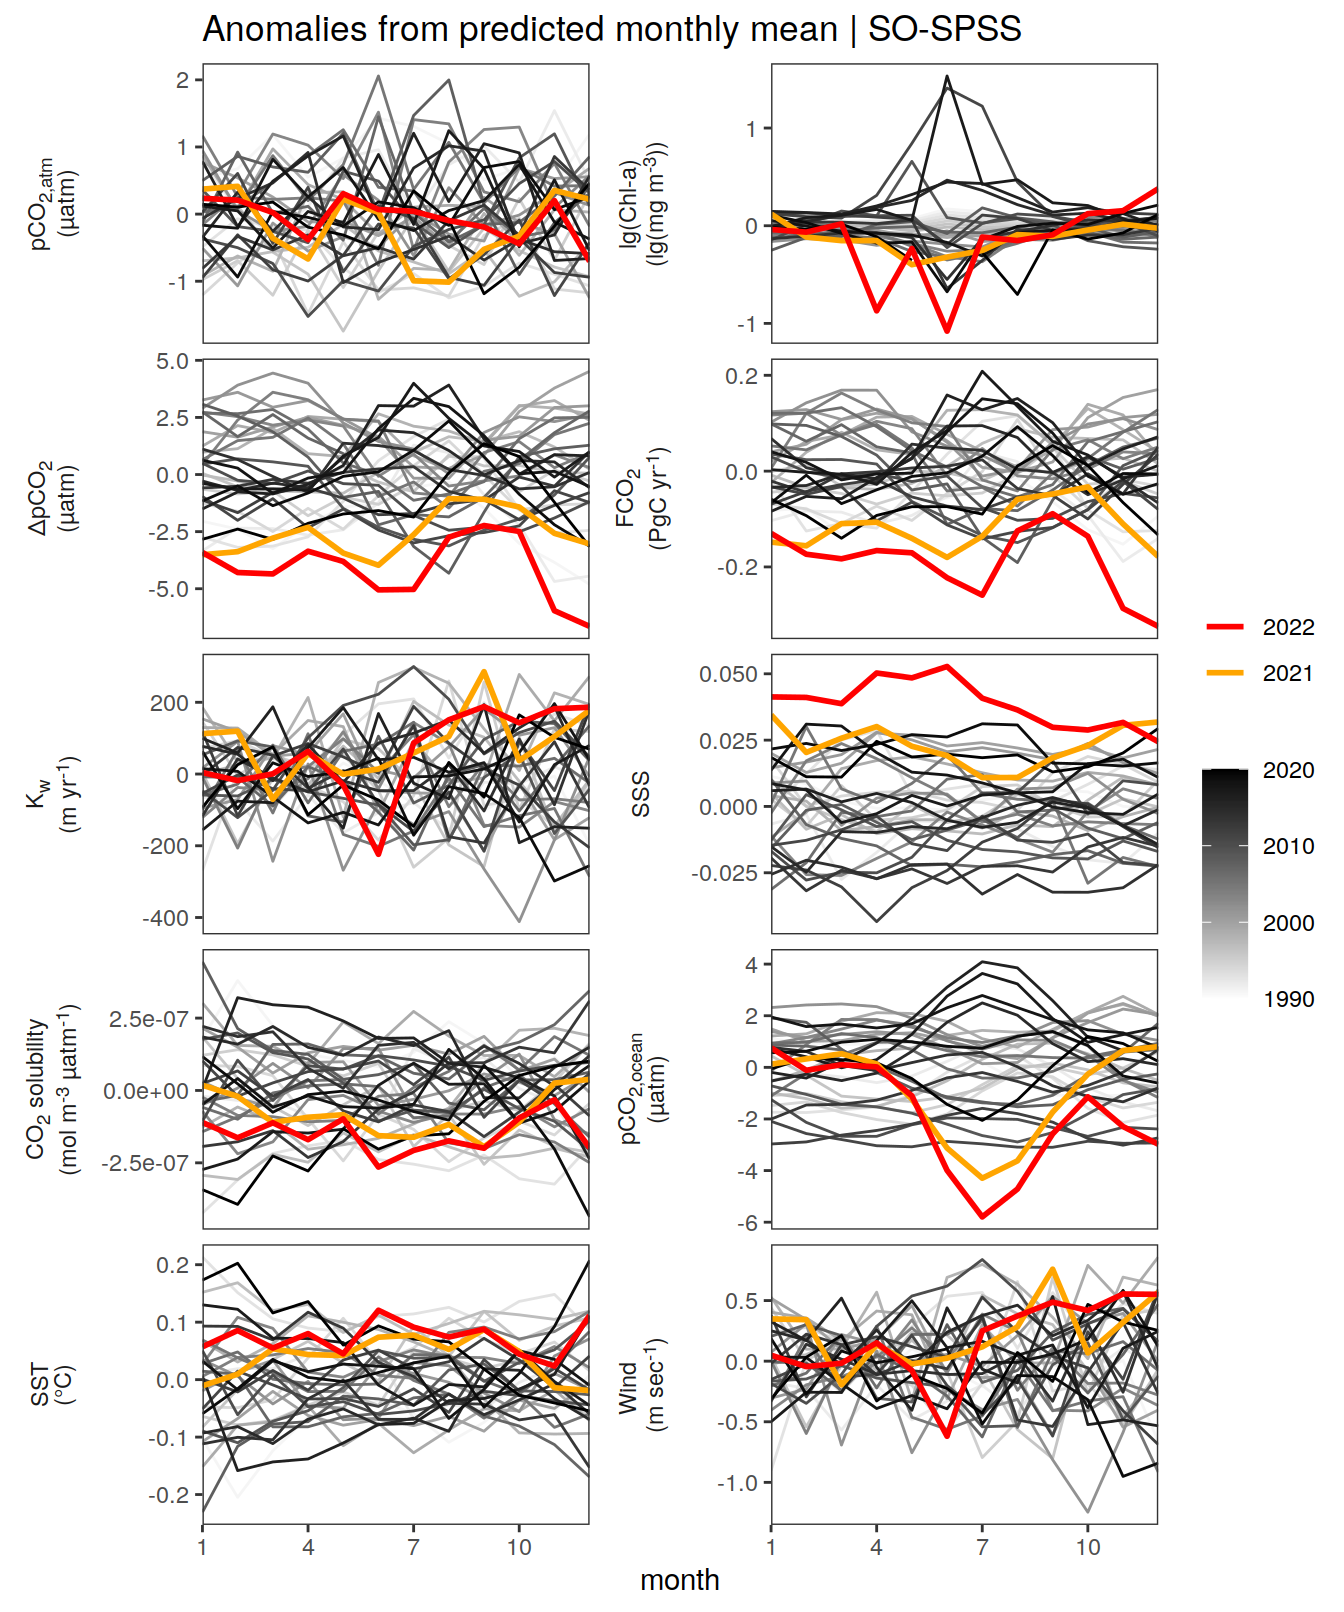 Anomalies from predicted monthly mean | SO-SPSS
pCO2,atm
(µatm)
2
1
0
-1
lg(Chl-a)
(lg(mg m-3))
1
0
-1
ΔpCO2
(µatm)
5.0
2.5
0.0
-2.5
-5.0
FCO2
(PgC yr-1)
0.2
0.0
-0.2
Kw
(m yr-1)
200
0
-200
-400
SSS
0.050
0.025
0.000
-0.025
CO2 solubility
(mol m-3 µatm-1)
2.5e-07
0.0e+00
-2.5e-07
pCO2,ocean
(µatm)
4
2
0
-2
-4
-6
SST
(°C)
0.2
0.1
0.0
-0.1
-0.2
1 4 7 10
Wind
(m sec-1)
0.5
0.0
-0.5
-1.0
1 4 7 10
month
2022
2021
2020
2010
2000
1990